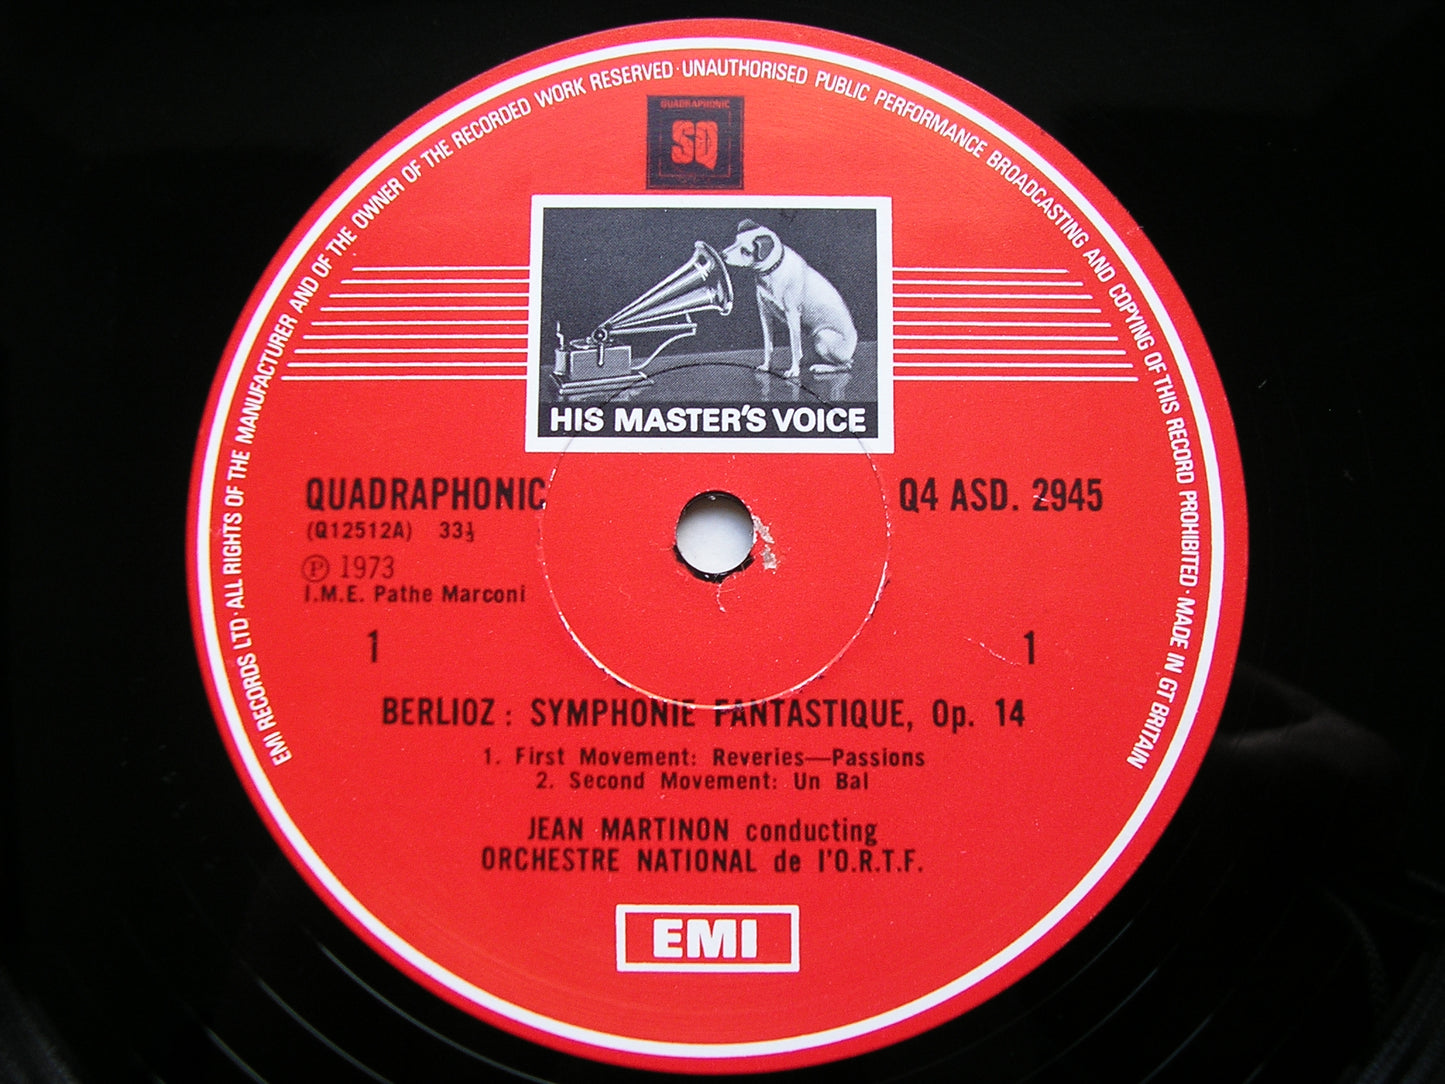 EMI RECORDS LTD · ALL RIGHTS OF THE MANUFACTURER AND OF THE OWNER OF THE RECORDED WORK RESERVED · UNAUTHORISED PUBLIC PERFORMANCE BROADCASTING AND COPYING OF THIS RECORD PROHIBITED · MADE IN GT BRITAIN
QUADRAPHONIC
SQ
HIS MASTER'S VOICE
QUADRAPHONIC Q4 ASD. 2945
(Q12512A) 33⅓
℗ 1973
I.M.E. Pathe Marconi
1 1
BERLIOZ : SYMPHONIE FANTASTIQUE, Op. 14
1. First Movement: Reveries—Passions
2. Second Movement: Un Bal
JEAN MARTINON conducting
ORCHESTRE NATIONAL de l'O.R.T.F.
EMI